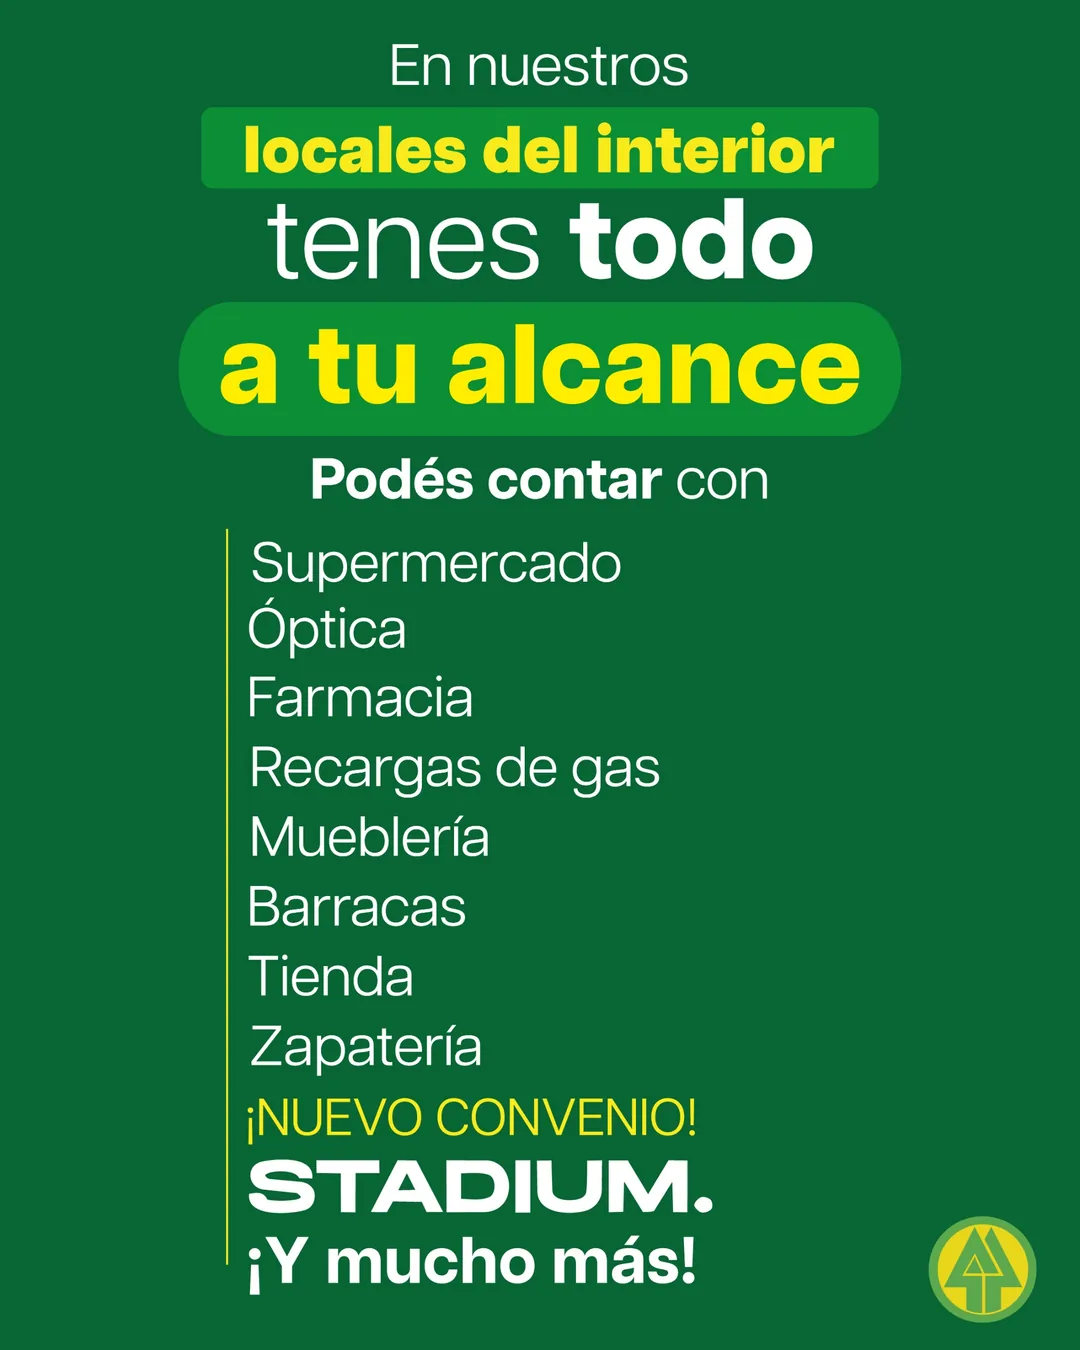 En nuestros
locales del interior
tenes todo
a tu alcance
Podés contar con
Supermercado
Óptica
Farmacia
Recargas de gas
Mueblería
Barracas
Tienda
Zapatería
¡NUEVO CONVENIO!
STADIUM.
¡Y mucho más!